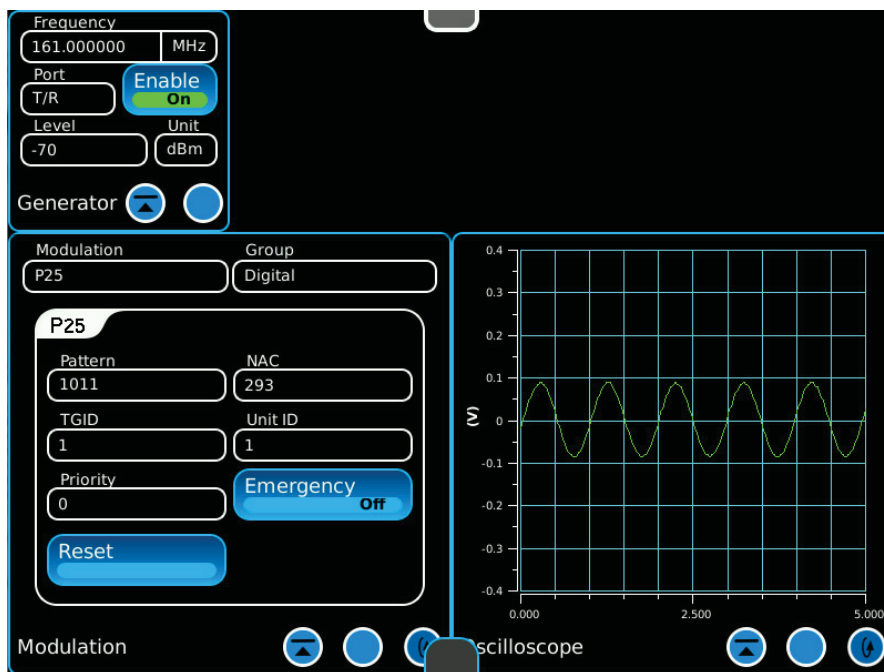 Frequency
161.000000 MHz
Port
T/R
Enable
On
Level Unit
-70 dBm
Generator
Modulation Group
P25 Digital
P25
Pattern NAC
1011 293
TGID Unit ID
1 1
Priority
0
Emergency
Off
Reset
Modulation
0.4
0.3
0.2
0.1
0
-0.1
-0.2
-0.3
-0.4
(V)
0.000 2.500 5.000
scilloscope